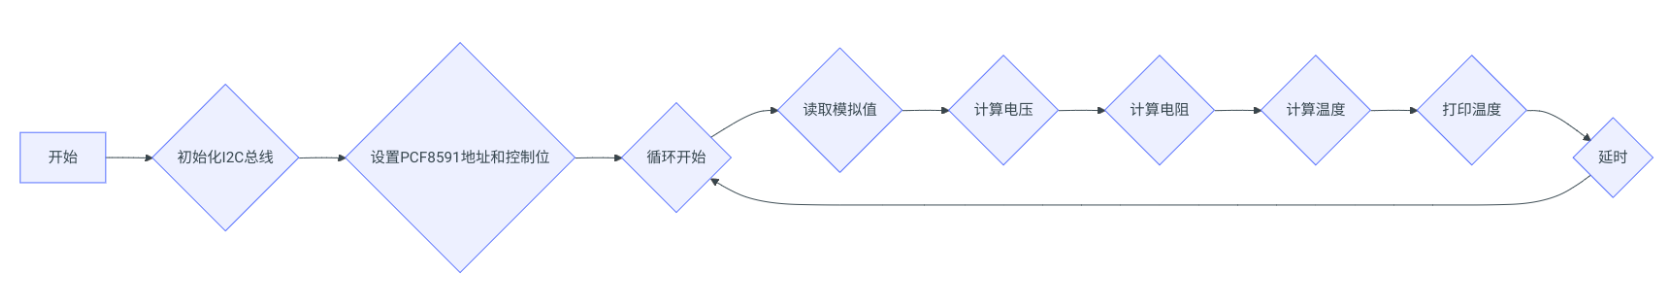 开始
初始化I2C总线
设置PCF8591地址和控制位
循环开始
读取模拟值
计算电压
计算电阻
计算温度
打印温度
延时